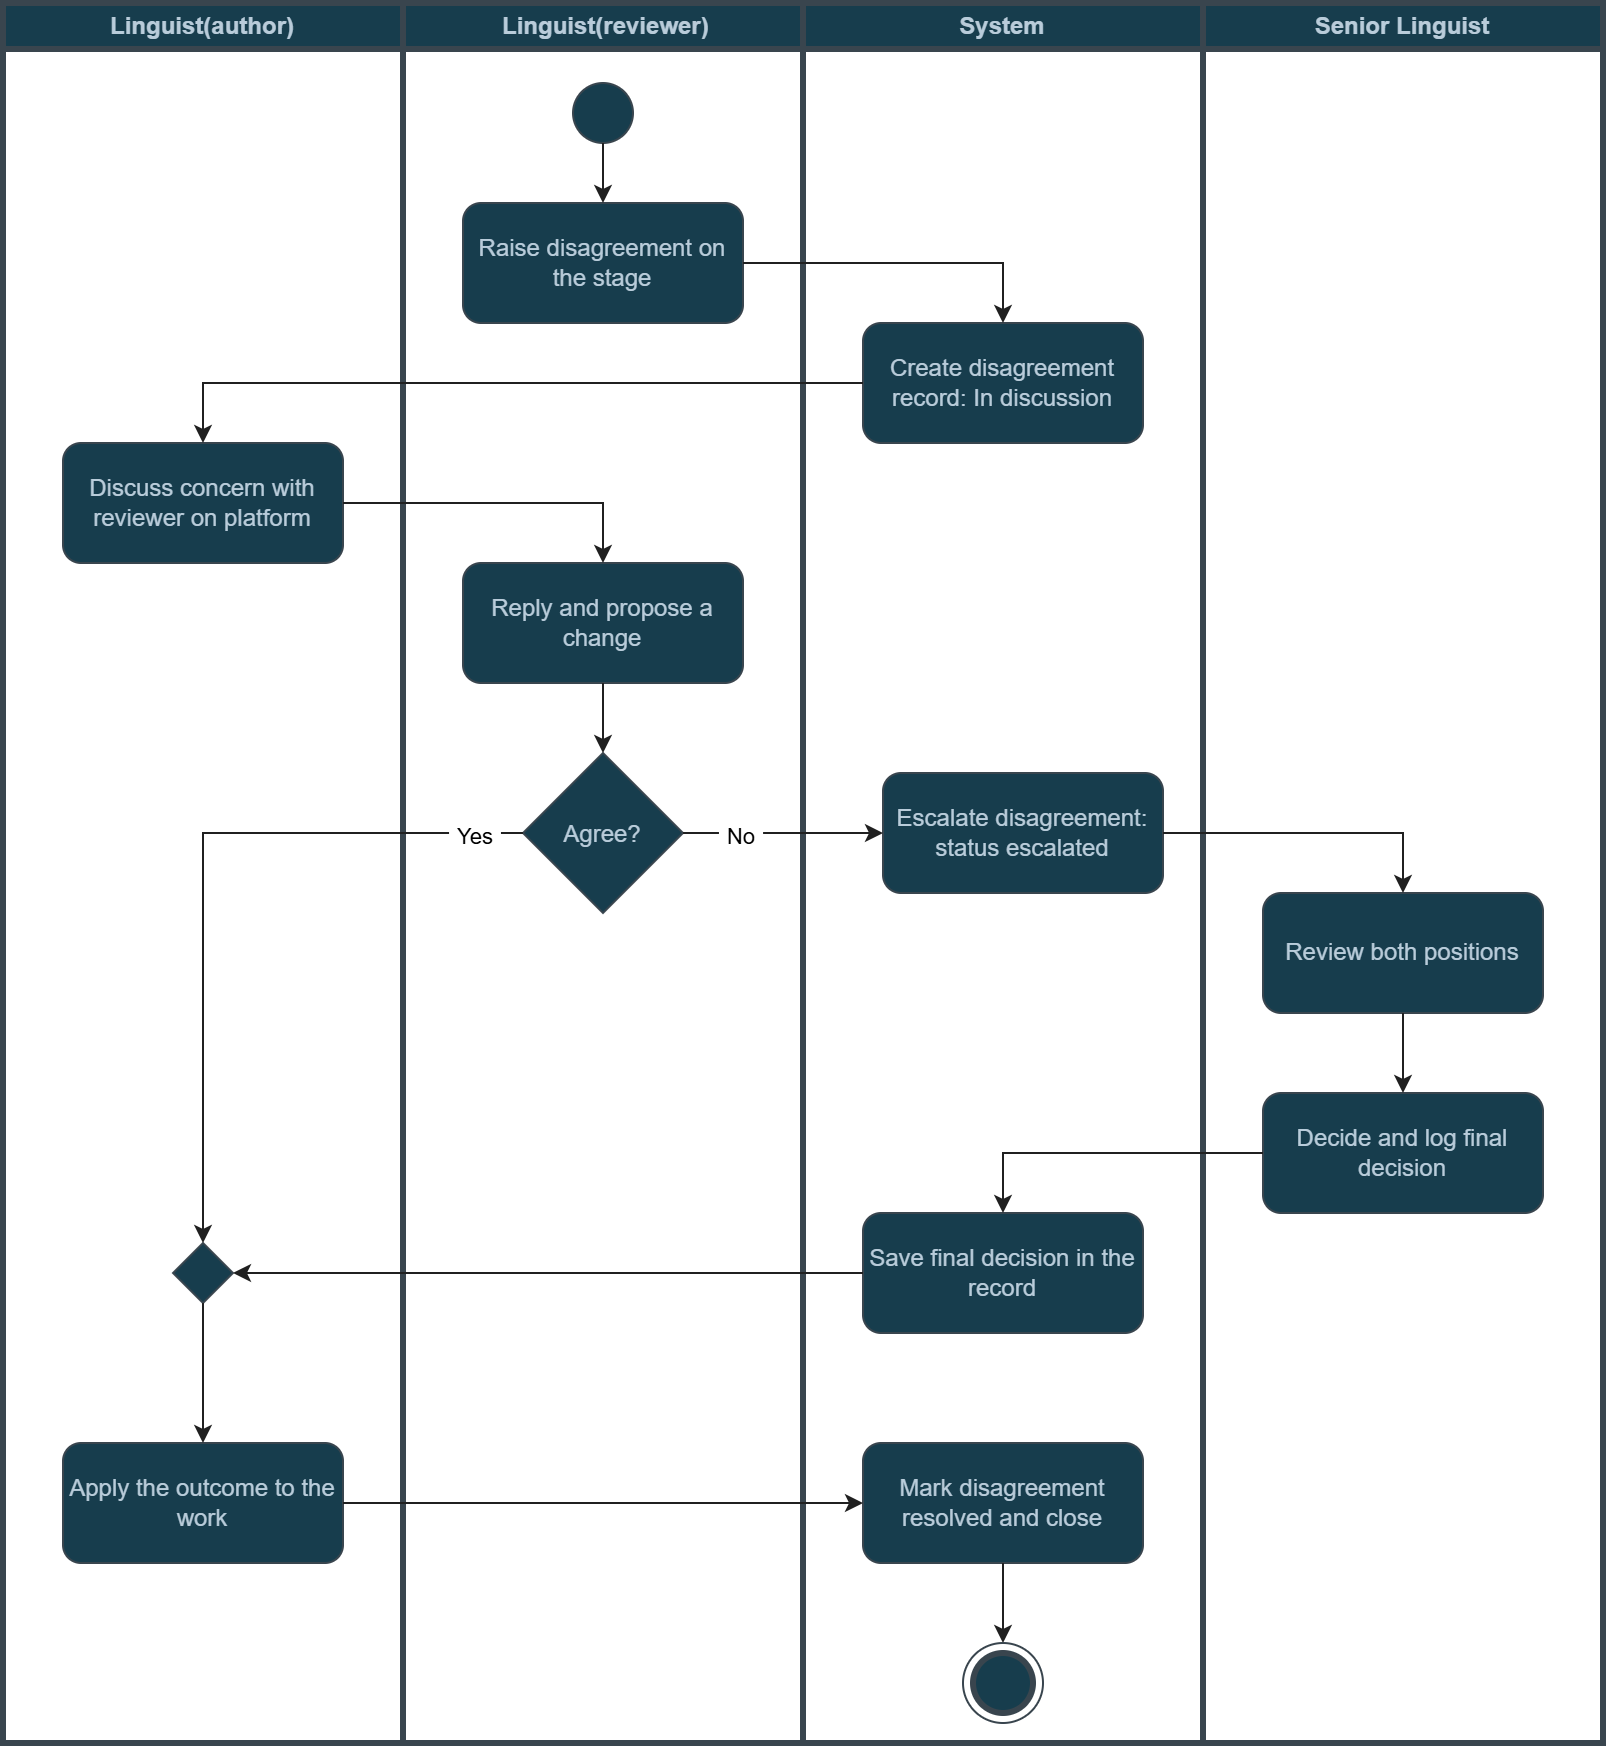 Linguist(author)
Linguist(reviewer)
System
Senior Linguist
Raise disagreement on
the stage
Create disagreement
record: In discussion
Discuss concern with
reviewer on platform
Reply and propose a
change
Agree?
Yes
No
Escalate disagreement:
status escalated
Review both positions
Decide and log final
decision
Save final decision in the
record
Apply the outcome to the
work
Mark disagreement
resolved and close